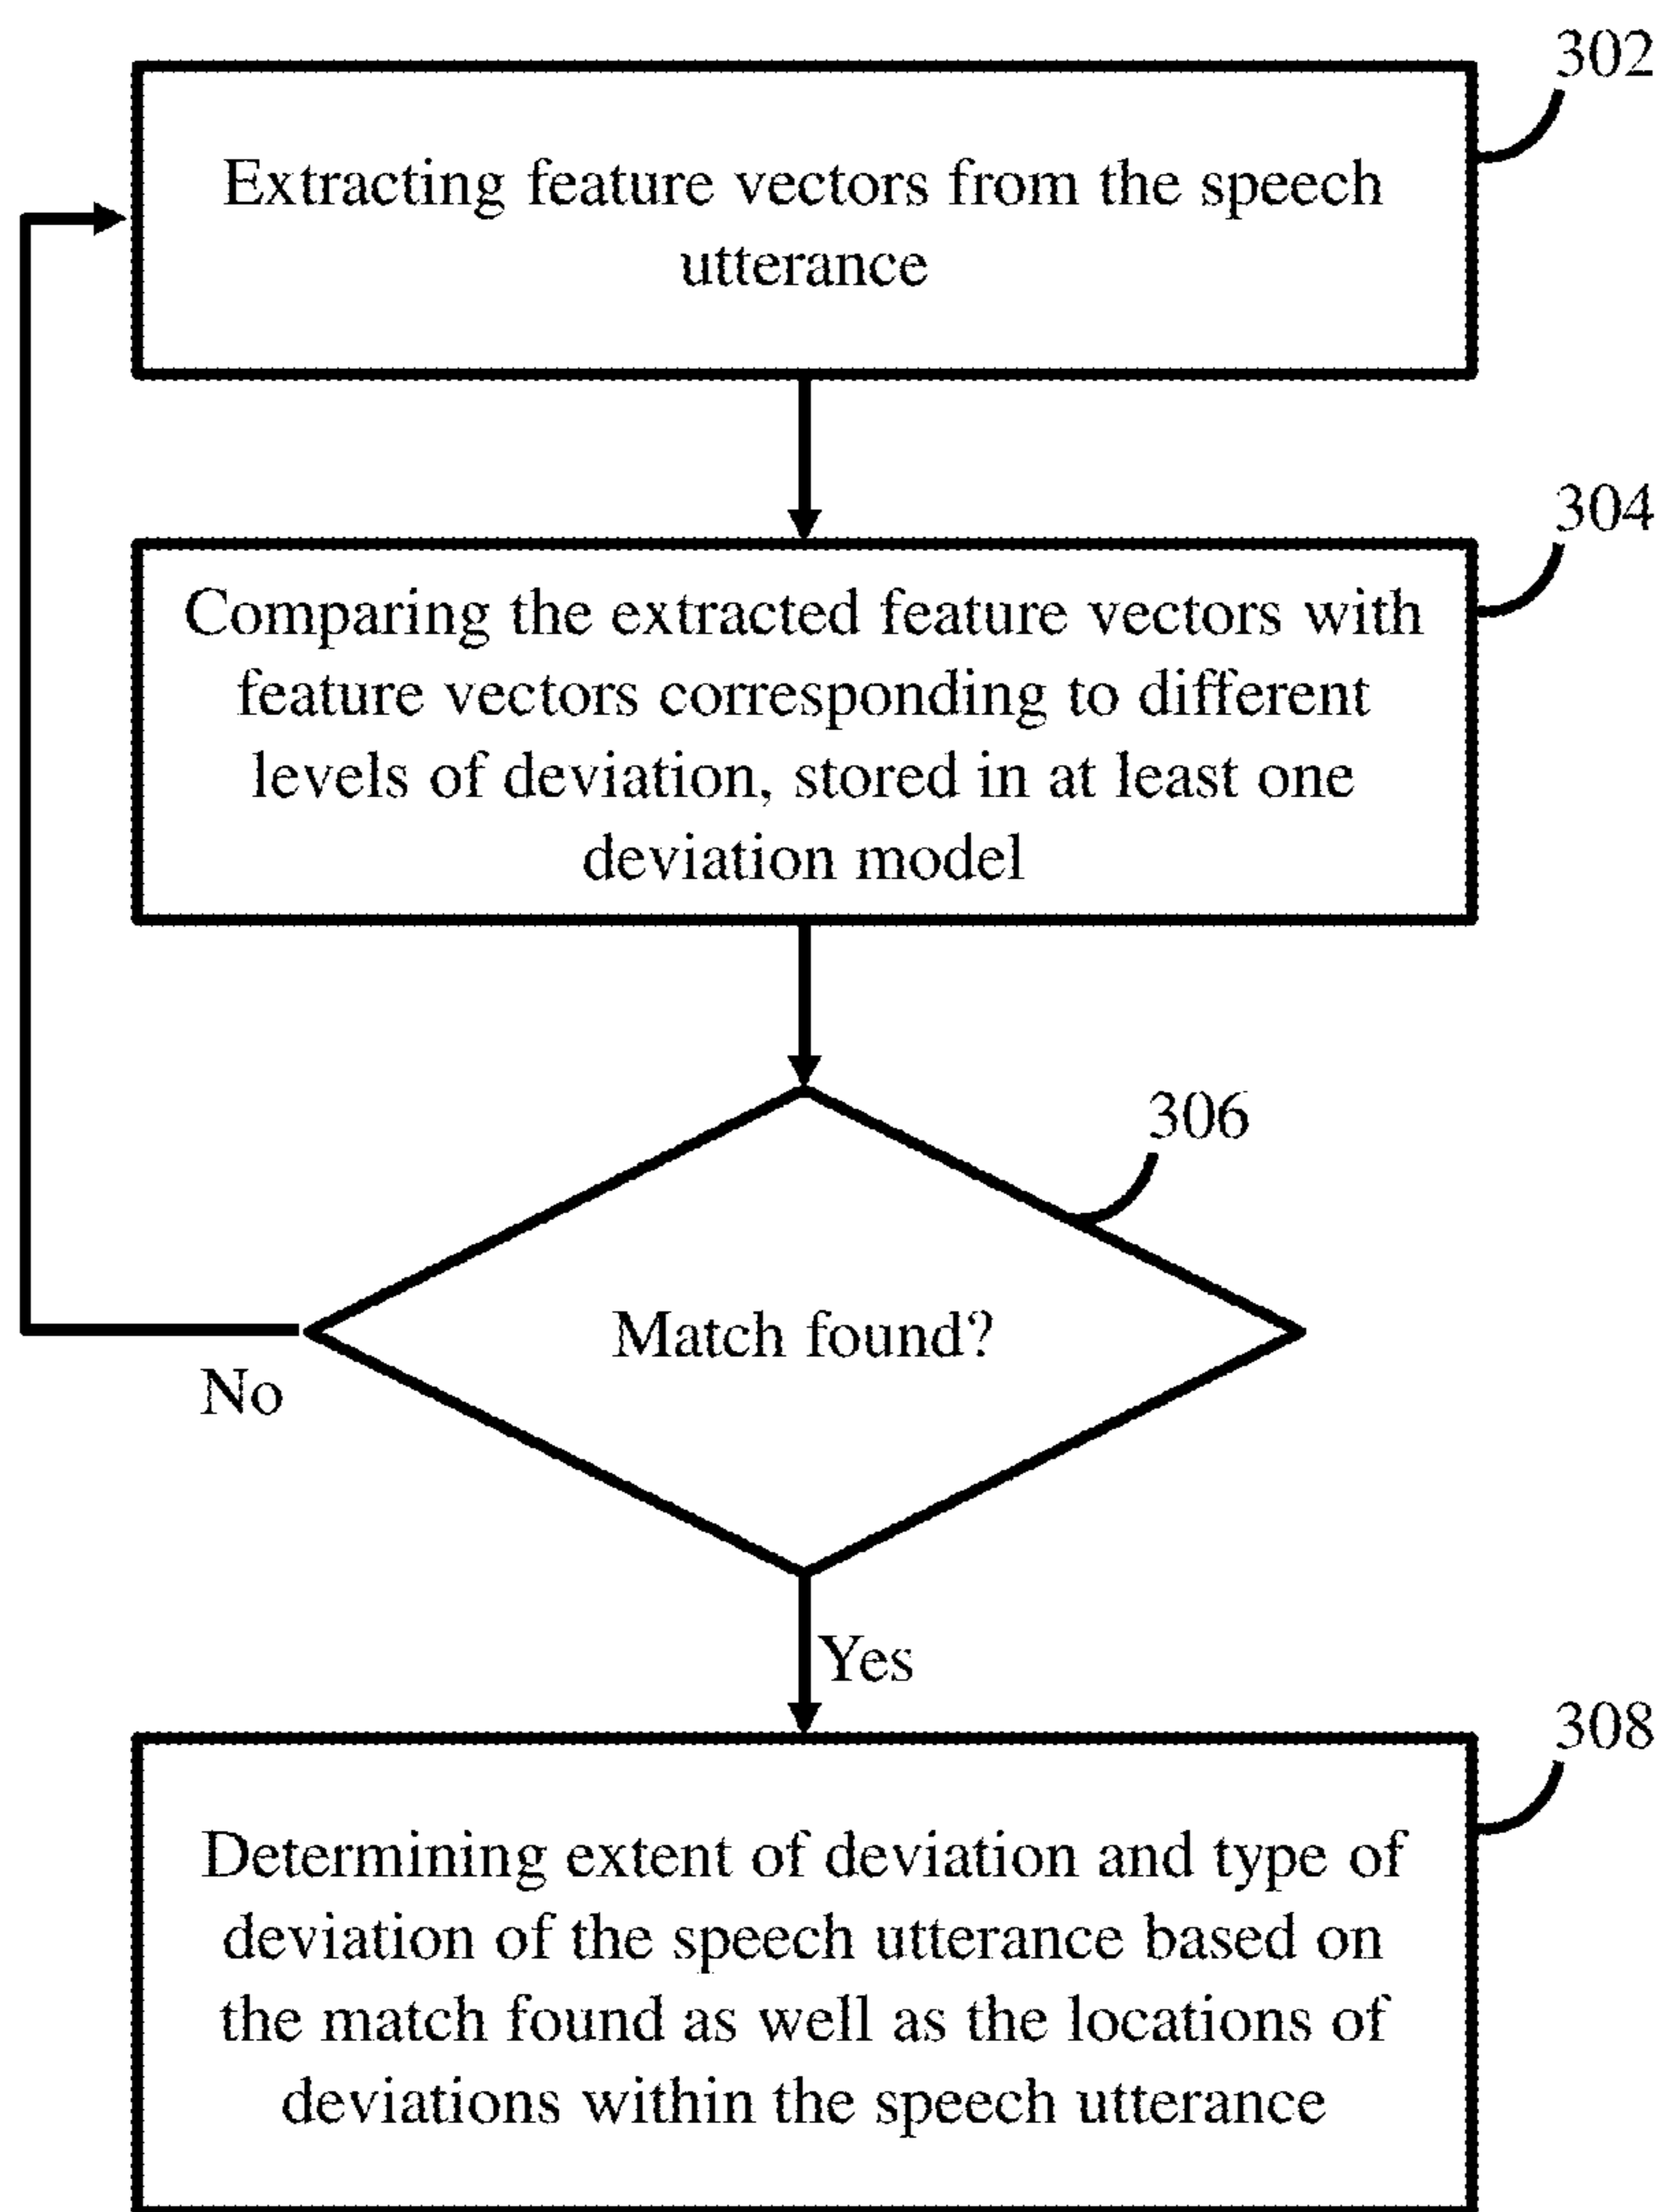 302
Extracting feature vectors from the speech
utterance
304
Comparing the extracted feature vectors with
feature vectors corresponding to different
levels of deviation, stored in at least one
deviation model
306
Match found?
No
Yes
308
Determining extent of deviation and type of
deviation of the speech utterance based on
the match found as well as the locations of
deviations within the speech utterance